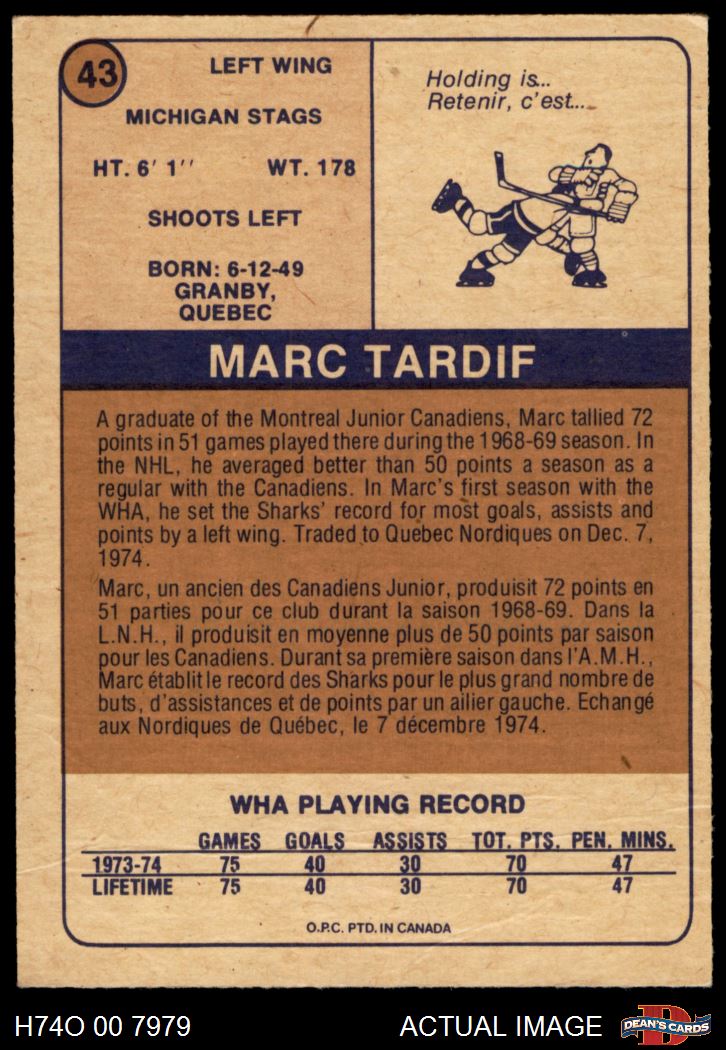 43
LEFT WING
MICHIGAN STAGS
HT. 6' 1'' WT. 178
SHOOTS LEFT
BORN: 6-12-49
GRANBY,
QUEBEC
Holding is...
Retenir, c'est...
MARC TARDIF
A graduate of the Montreal Junior Canadiens, Marc tallied 72
points in 51 games played there during the 1968-69 season. In
the NHL, he averaged better than 50 points a season as a
regular with the Canadiens. In Marc's first season with the
WHA, he set the Sharks' record for most goals, assists and
points by a left wing. Traded to Quebec Nordiques on Dec. 7,
1974.
Marc, un ancien des Canadiens Junior, produisit 72 points en
51 parties pour ce club durant la saison 1968-69. Dans la
L.N.H., il produisit en moyenne plus de 50 points par saison
pour les Canadiens. Durant sa première saison dans l'A.M.H.,
Marc établit le record des Sharks pour le plus grand nombre de
buts, d'assistances et de points par un ailier gauche. Echangé
aux Nordiques de Québec, le 7 décembre 1974.
WHA PLAYING RECORD
GAMES GOALS ASSISTS TOT. PTS. PEN. MINS.
1973-74 75 40 30 70 47
LIFETIME 75 40 30 70 47
O.P.C. PTD. IN CANADA
H74O 00 7979 ACTUAL IMAGE D DEAN'S CARDS